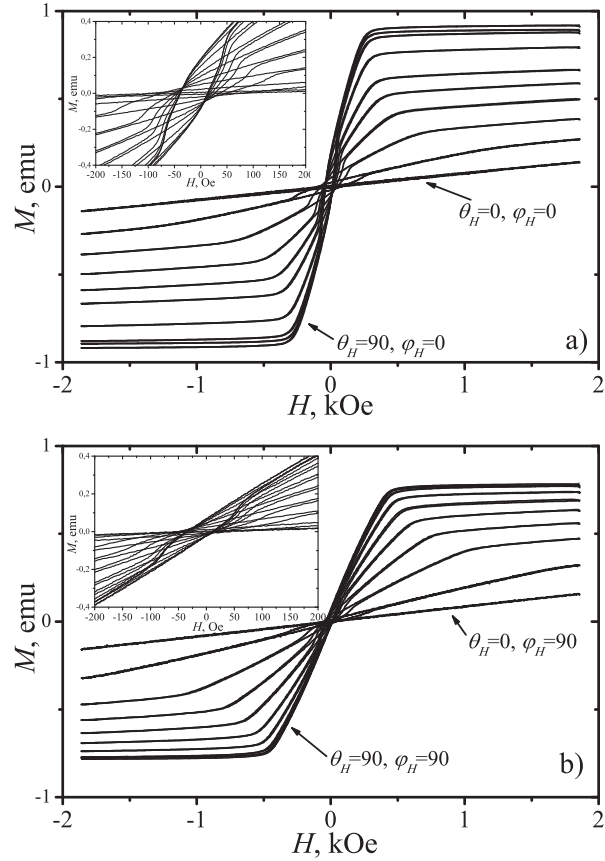 1
0,4
0,2
0,0
-0,2
-0,4
M, emu
-200 -150 -100 -50 0 50 100 150 200
H, Oe
M, emu
0
θH=0, φH=0
θH=90, φH=0
a)
-1
-2 -1 0 1 2
H, kOe
1
0,4
0,2
0,0
-0,2
-0,4
M, emu
-200 -150 -100 -50 0 50 100 150 200
H, Oe
M, emu
0
θH=0, φH=90
θH=90, φH=90
b)
-1
-2 -1 0 1 2
H, kOe